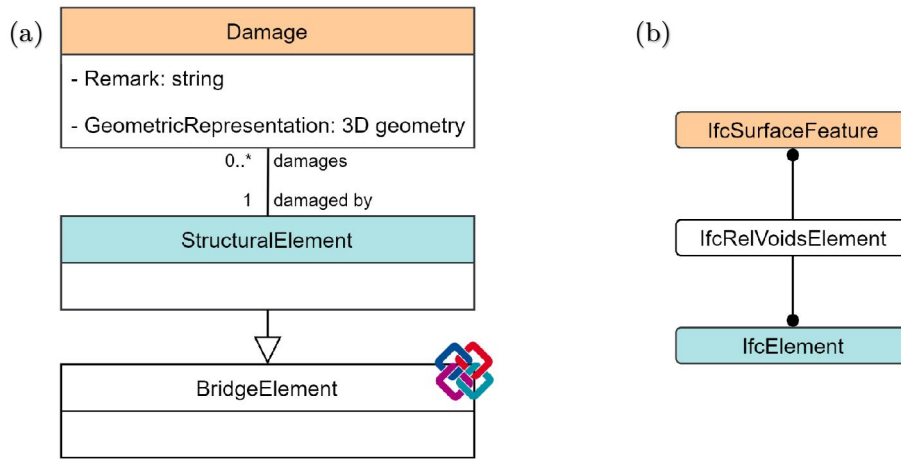 (a)
Damage
- Remark: string
- GeometricRepresentation: 3D geometry
0..* damages
1 damaged by
StructuralElement
BridgeElement
(b)
IfcSurfaceFeature
IfcRelVoidsElement
IfcElement